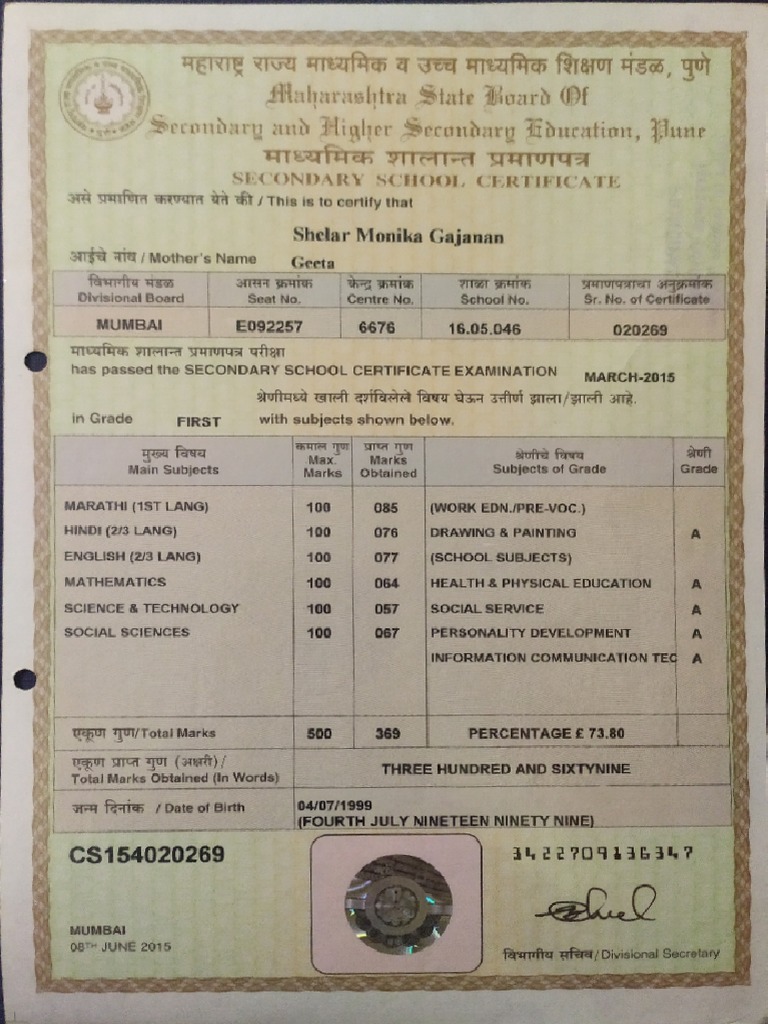 महाराष्ट्र राज्य माध्यमिक व उच्च माध्यमिक शिक्षण मंडळ, पुणे
Maharashtra State Board Of
Secondary and Higher Secondary Education, Pune
माध्यमिक शालान्त प्रमाणपत्र
SECONDARY SCHOOL CERTIFICATE
असे प्रमाणित करण्यात येते की / This is to certify that
Shelar Monika Gajanan
आईचे नांव / Mother's Name Geeta
विभागीय मंडळ आसन क्रमांक केन्द्र क्रमांक शाळा क्रमांक प्रमाणपत्राचा अनुक्रमांक
Divisional Board Seat No. Centre No. School No. Sr. No. of Certificate
MUMBAI E092257 6676 16.05.046 020269
माध्यमिक शालान्त प्रमाणपत्र परीक्षा
has passed the SECONDARY SCHOOL CERTIFICATE EXAMINATION MARCH-2015
श्रेणीमध्ये खाली दर्शविलेले विषय घेऊन उत्तीर्ण झाला/झाली आहे.
in Grade FIRST with subjects shown below.
मुख्य विषय कमाल गुण प्राप्त गुण श्रेणीचे विषय श्रेणी
Main Subjects Max. Marks Marks Obtained Subjects of Grade Grade
MARATHI (1ST LANG) 100 085 (WORK EDN./PRE-VOC.)
HINDI (2/3 LANG) 100 076 DRAWING & PAINTING A
ENGLISH (2/3 LANG) 100 077 (SCHOOL SUBJECTS)
MATHEMATICS 100 064 HEALTH & PHYSICAL EDUCATION A
SCIENCE & TECHNOLOGY 100 057 SOCIAL SERVICE A
SOCIAL SCIENCES 100 067 PERSONALITY DEVELOPMENT A
INFORMATION COMMUNICATION TEC A
एकूण गुण/Total Marks 500 369 PERCENTAGE £ 73.80
एकूण प्राप्त गुण (अक्षरी)/
Total Marks Obtained (In Words) THREE HUNDRED AND SIXTYNINE
जन्म दिनांक / Date of Birth 04/07/1999
(FOURTH JULY NINETEEN NINETY NINE)
CS154020269 3422709136347
MUMBAI
08TH JUNE 2015
विभागीय सचिव/Divisional Secretary